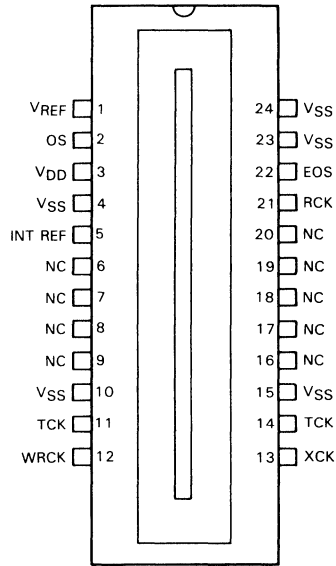 VREF 1 24 VSS
OS 2 23 VSS
VDD 3 22 EOS
VSS 4 21 RCK
INT REF 5 20 NC
NC 6 19 NC
NC 7 18 NC
NC 8 17 NC
NC 9 16 NC
VSS 10 15 VSS
TCK 11 14 TCK
WRCK 12 13 XCK